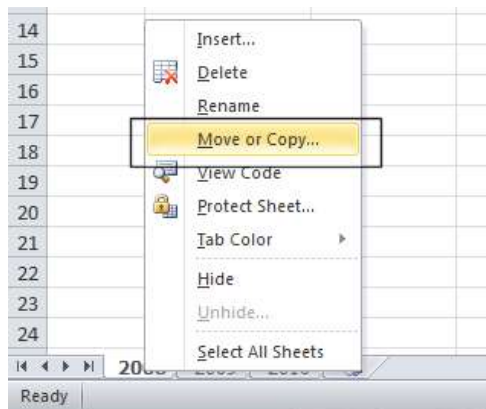 14
Insert...
15
Delete
16
Rename
17
Move or Copy...
18
View Code
19
Protect Sheet...
20
21
Tab Color
22
Hide
23
Unhide...
24
Select All Sheets
Ready